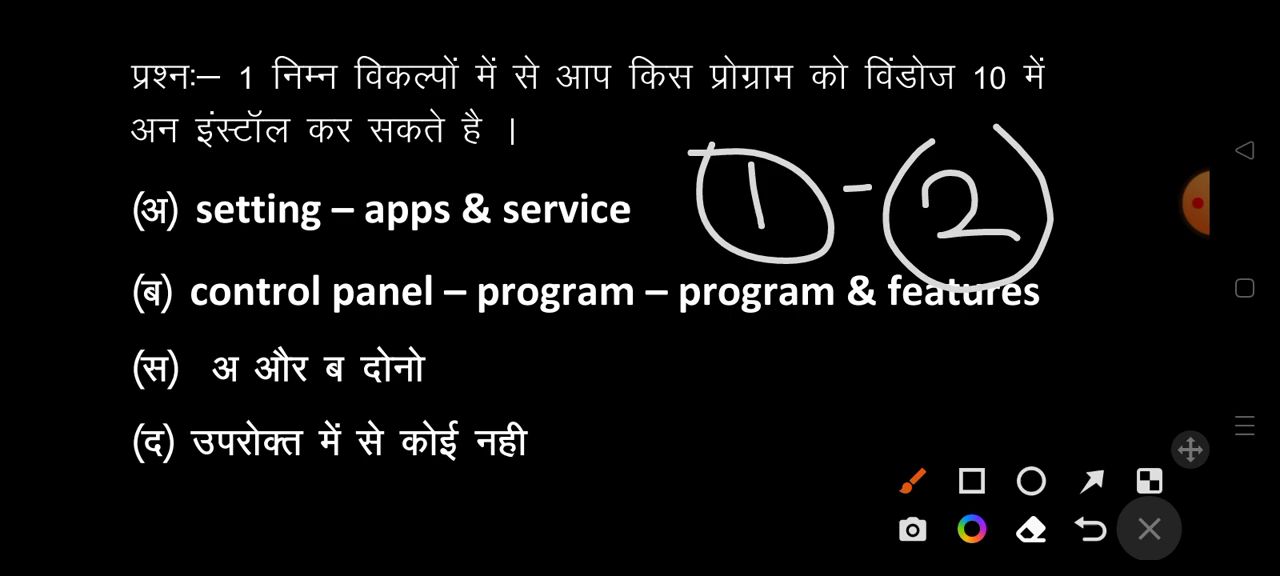 प्रश्नः– 1 निम्न विकल्पों में से आप किस प्रोग्राम को विंडोज 10 में
अन इंस्टॉल कर सकते है ।
(अ) setting – apps & service
1 – 2
(ब) control panel – program – program & features
(स) अ और ब दोनो
(द) उपरोक्त में से कोई नही